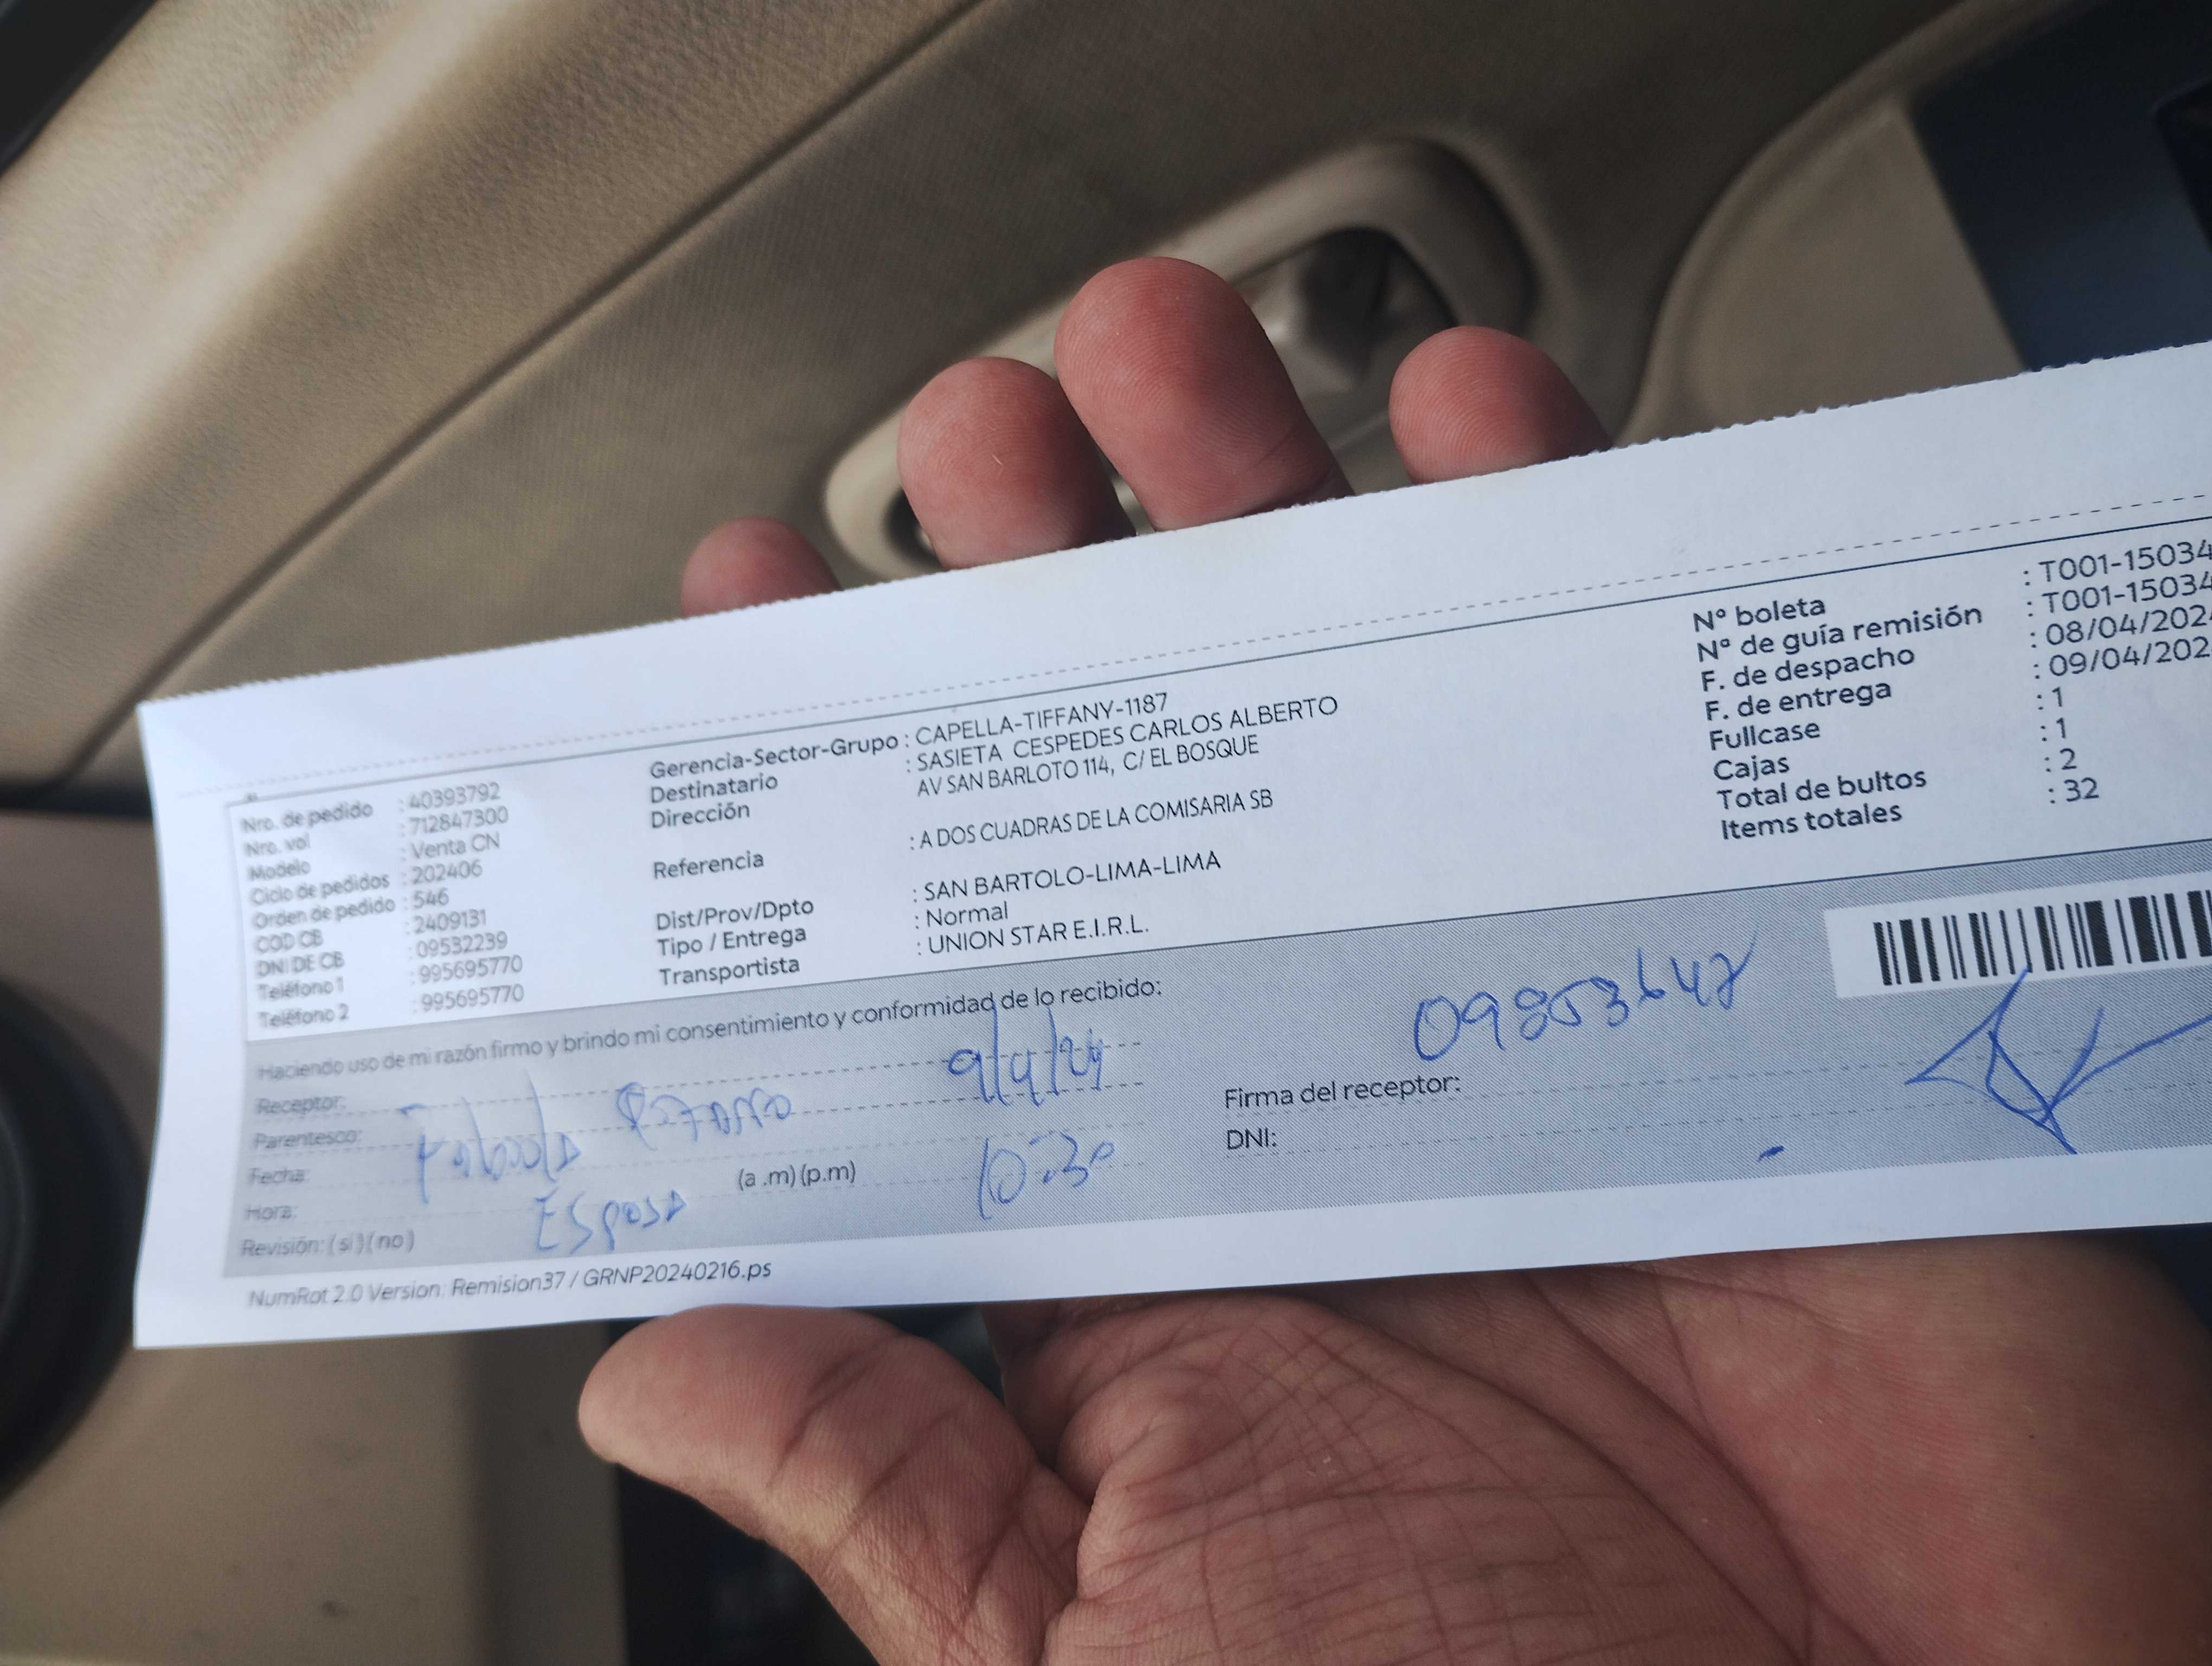 Nro. de pedido : 40393792
Nro. vol : 712847300
Modelo : Venta CN
Ciclo de pedidos : 202406
Orden de pedido : 546
COD CB : 2409131
DNI DE CB : 09532239
Teléfono 1 : 995695770
Teléfono 2 : 995695770
Gerencia-Sector-Grupo : CAPELLA-TIFFANY-1187
Destinatario : SASIETA CESPEDES CARLOS ALBERTO
Dirección AV SAN BARLOTO 114, C/ EL BOSQUE
Referencia : A DOS CUADRAS DE LA COMISARIA SB
Dist/Prov/Dpto : SAN BARTOLO-LIMA-LIMA
Tipo / Entrega : Normal
Transportista : UNION STAR E.I.R.L.
N° boleta : T001-15034
N° de guía remisión : T001-15034
F. de despacho : 08/04/202
F. de entrega : 09/04/202
Fullcase : 1
Cajas : 1
Total de bultos : 2
Items totales : 32
Haciendo uso de mi razón firmo y brindo mi consentimiento y conformidad de lo recibido:
Receptor:
Parentesco:
Fecha: 9/4/24
Hora: (a .m) (p.m) 10:30
Revisión: (si) (no) Esposa
Firma del receptor:
DNI:
NumRot 2.0 Version: Remision37 / GRNP20240216.ps